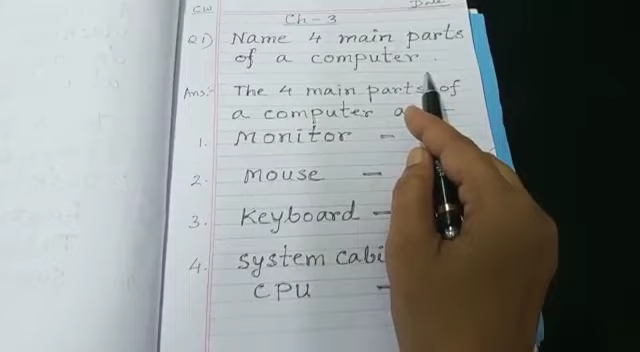 CW
Ch - 3
Date
Q1) Name 4 main parts
of a computer.
Ans:- The 4 main parts of
a computer
1. Monitor -
2. Mouse -
3. Keyboard -
4. System cabi
CPU -